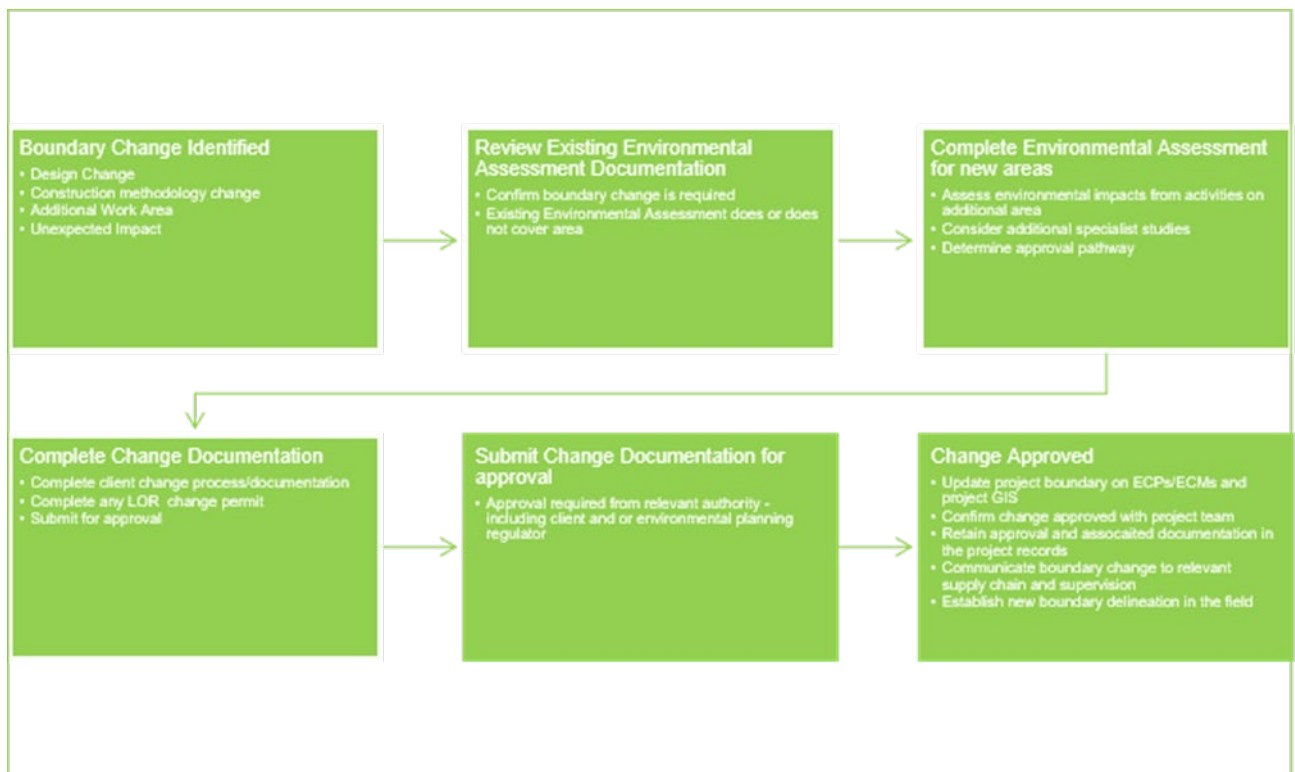 Boundary Change Identified
• Design Change
• Construction methodology change
• Additional Work Area
• Unexpected Impact
Review Existing Environmental
Assessment Documentation
• Confirm boundary change is required
• Existing Environmental Assessment does or does
not cover area
Complete Environmental Assessment
for new areas
• Assess environmental impacts from activities on
additional area
• Consider additional specialist studies
• Determine approval pathway
Complete Change Documentation
• Complete client change process/documentation
• Complete any LOR change permit
• Submit for approval
Submit Change Documentation for
approval
• Approval required from relevant authority -
including client and or environmental planning
regulator
Change Approved
• Update project boundary on ECPs/ECMs and
project GIS
• Confirm change approved with project team
• Retain approval and assocaited documentation in
the project records
• Communicate boundary change to relevant
supply chain and supervision
• Establish new boundary delineation in the field